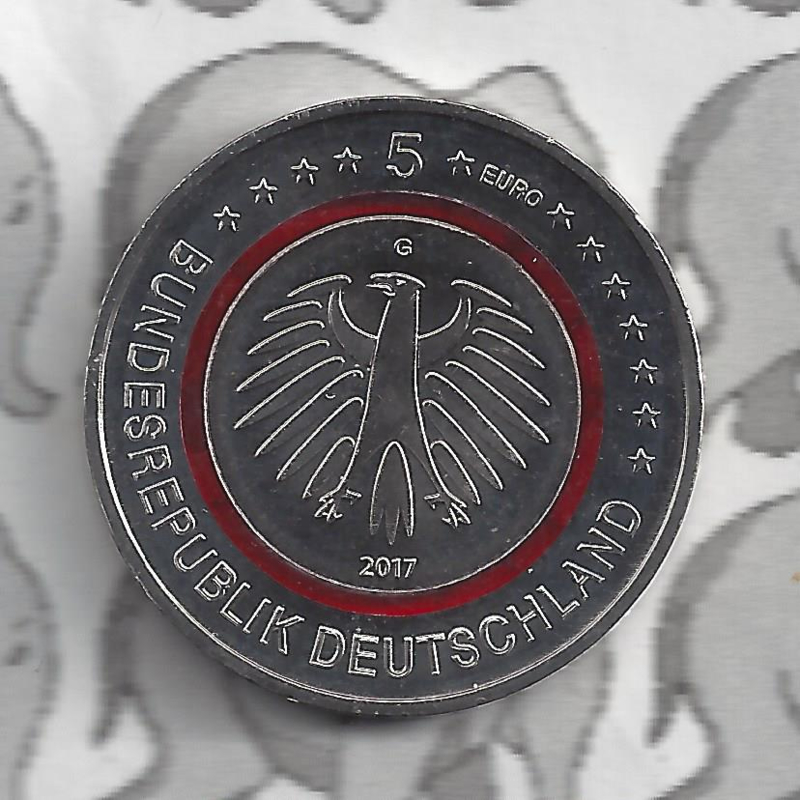 5 EURO
G
2017
BUNDESREPUBLIK DEUTSCHLAND